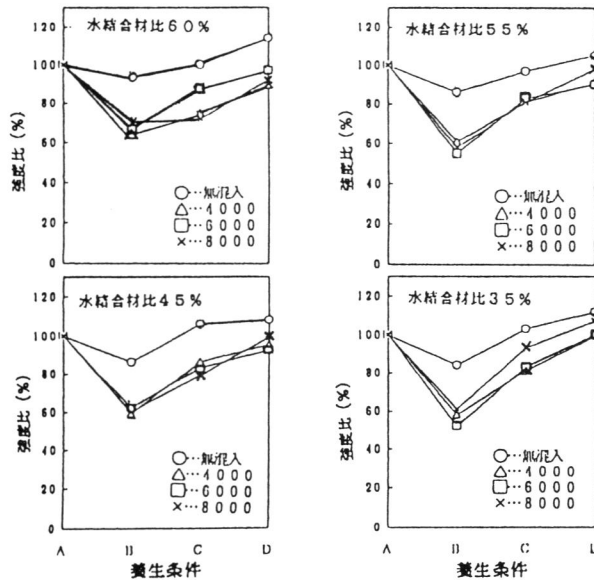 水結合材比60%
120
100
80
60
40
20
0
強度比 (%)
○…無混入
△…4000
□…6000
×…8000
水結合材比55%
120
100
80
60
40
20
0
強度比 (%)
○…無混入
△…4000
□…6000
×…8000
水結合材比45%
120
100
80
60
40
20
0
強度比 (%)
○…無混入
△…4000
□…6000
×…8000
A B C D
養生条件
水結合材比35%
120
100
80
60
40
20
0
強度比 (%)
○…無混入
△…4000
□…6000
×…8000
A B C D
養生条件